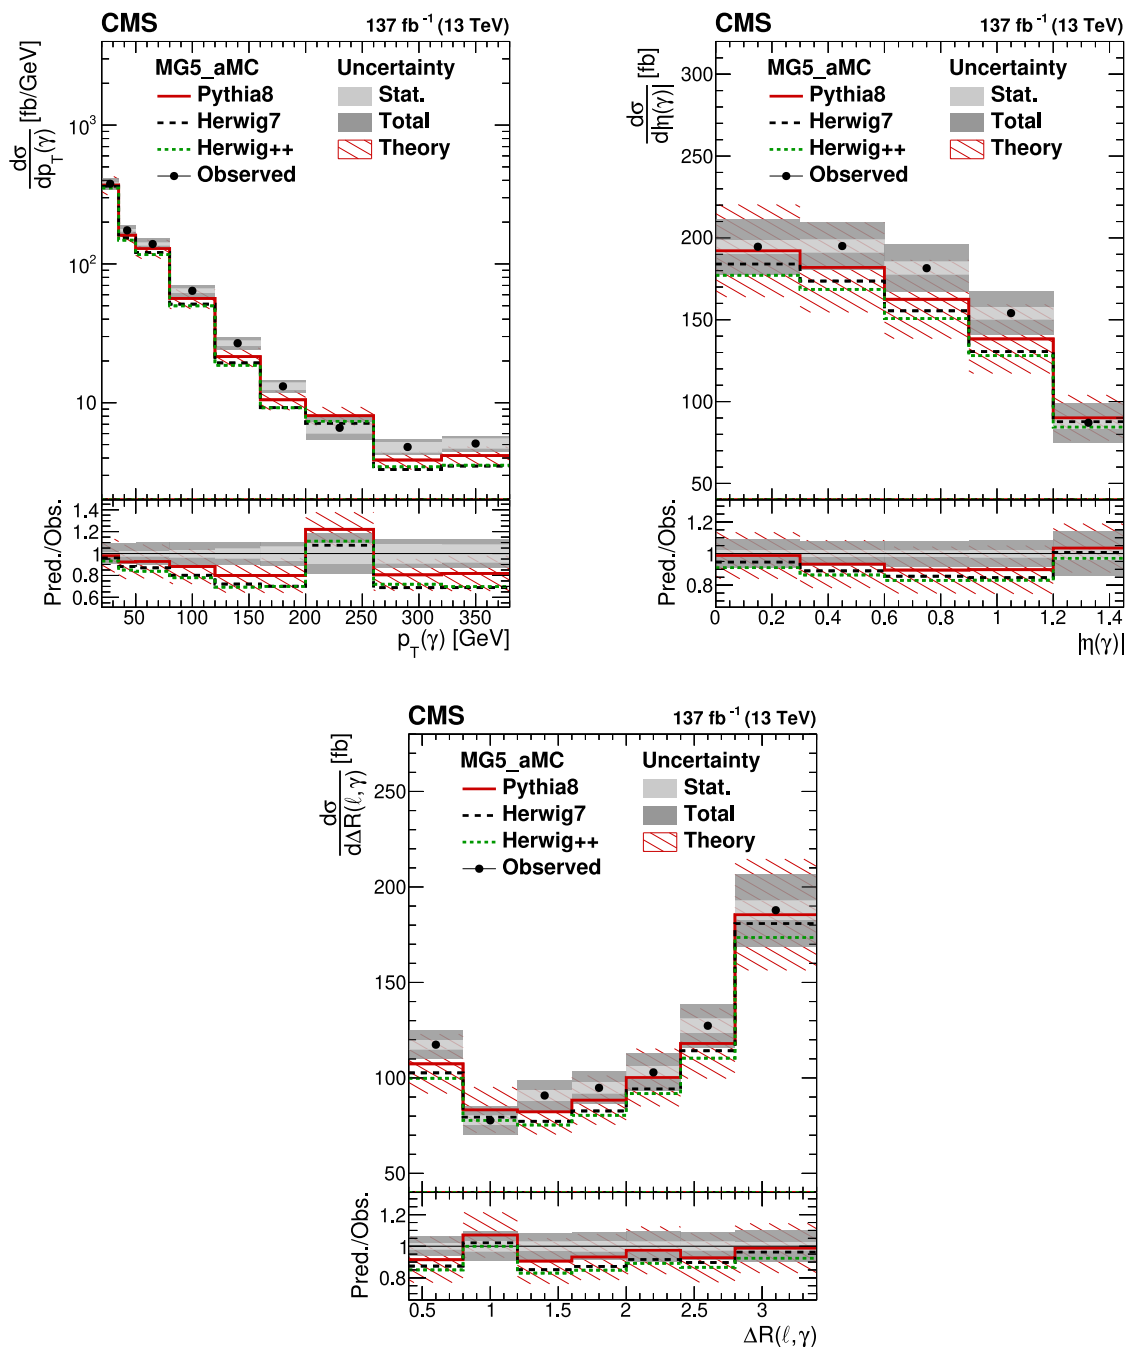 CMS 137 fb⁻¹ (13 TeV)
dσ/dp_T(γ) [fb/GeV]
MG5_aMC Uncertainty
Pythia8 Stat.
Herwig7 Total
Herwig++ Theory
Observed
10³
10²
10
Pred./Obs.
1.4
1.2
1
0.8
0.6
50 100 150 200 250 300 350
p_T(γ) [GeV]
CMS 137 fb⁻¹ (13 TeV)
dσ/d|η(γ)| [fb]
MG5_aMC Uncertainty
Pythia8 Stat.
Herwig7 Total
Herwig++ Theory
Observed
300
250
200
150
100
50
Pred./Obs.
1.2
1
0.8
0 0.2 0.4 0.6 0.8 1 1.2 1.4
|η(γ)|
CMS 137 fb⁻¹ (13 TeV)
dσ/dΔR(ℓ,γ) [fb]
MG5_aMC Uncertainty
Pythia8 Stat.
Herwig7 Total
Herwig++ Theory
Observed
250
200
150
100
50
Pred./Obs.
1.2
1
0.8
0.5 1 1.5 2 2.5 3
ΔR(ℓ,γ)